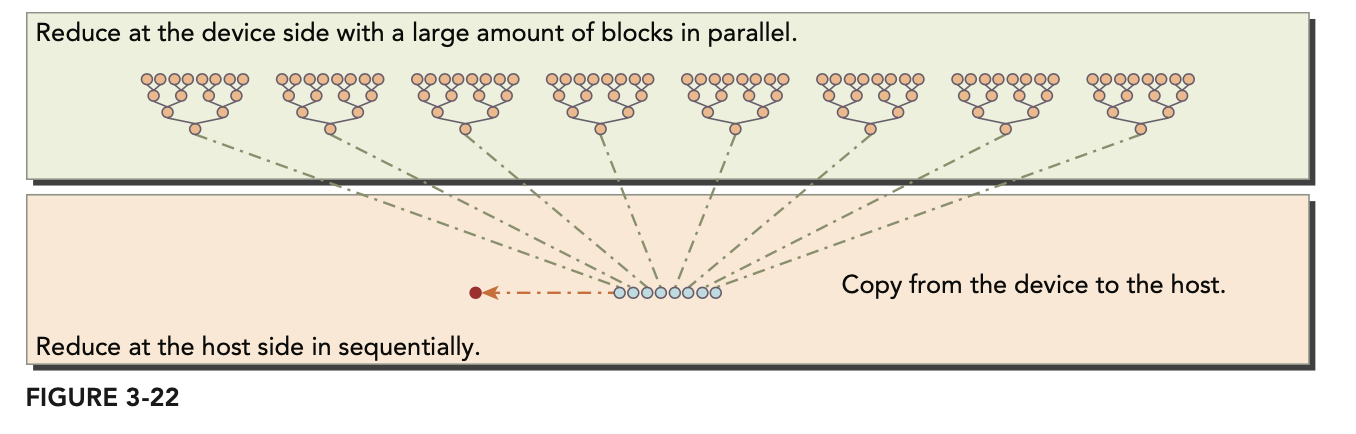 Reduce at the device side with a large amount of blocks in parallel.
Copy from the device to the host.
Reduce at the host side in sequentially.
FIGURE 3-22